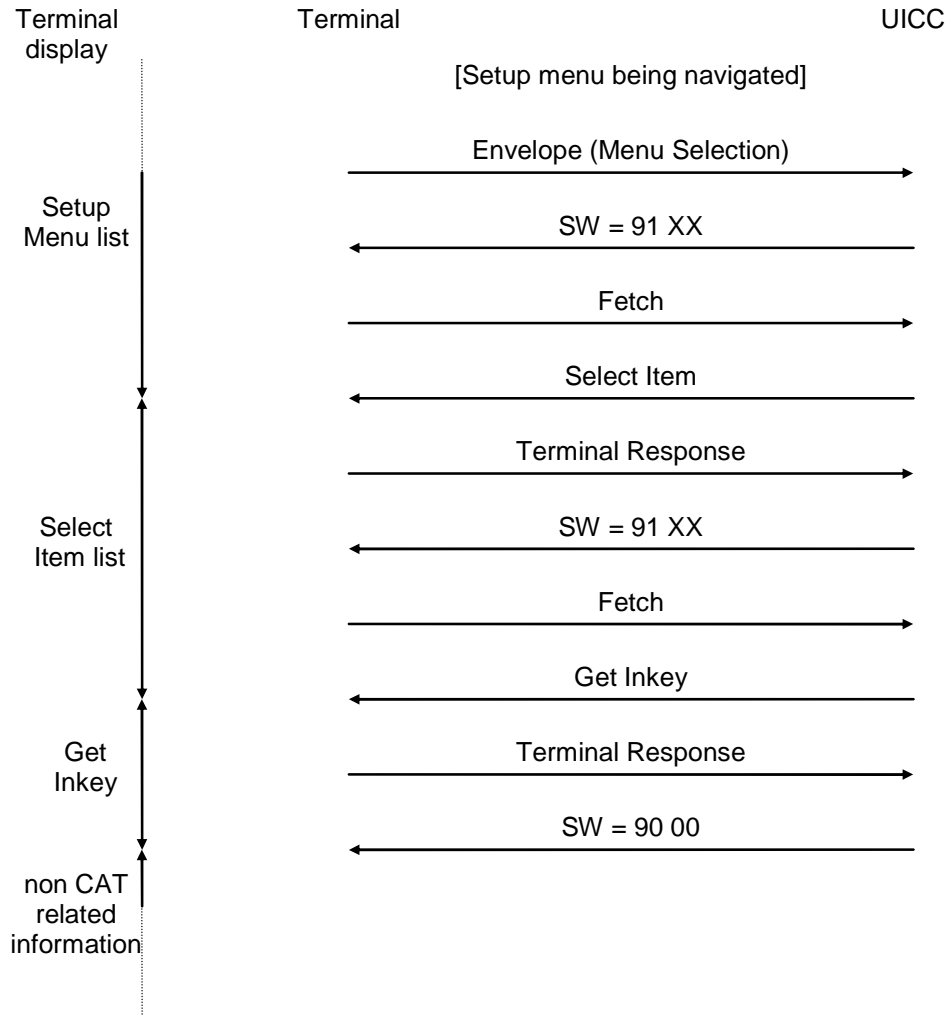 Terminal
display
Terminal
UICC
[Setup menu being navigated]
Envelope (Menu Selection)
Setup
Menu list
SW = 91 XX
Fetch
Select Item
Terminal Response
Select
Item list
SW = 91 XX
Fetch
Get Inkey
Get
Inkey
Terminal Response
SW = 90 00
non CAT
related
information